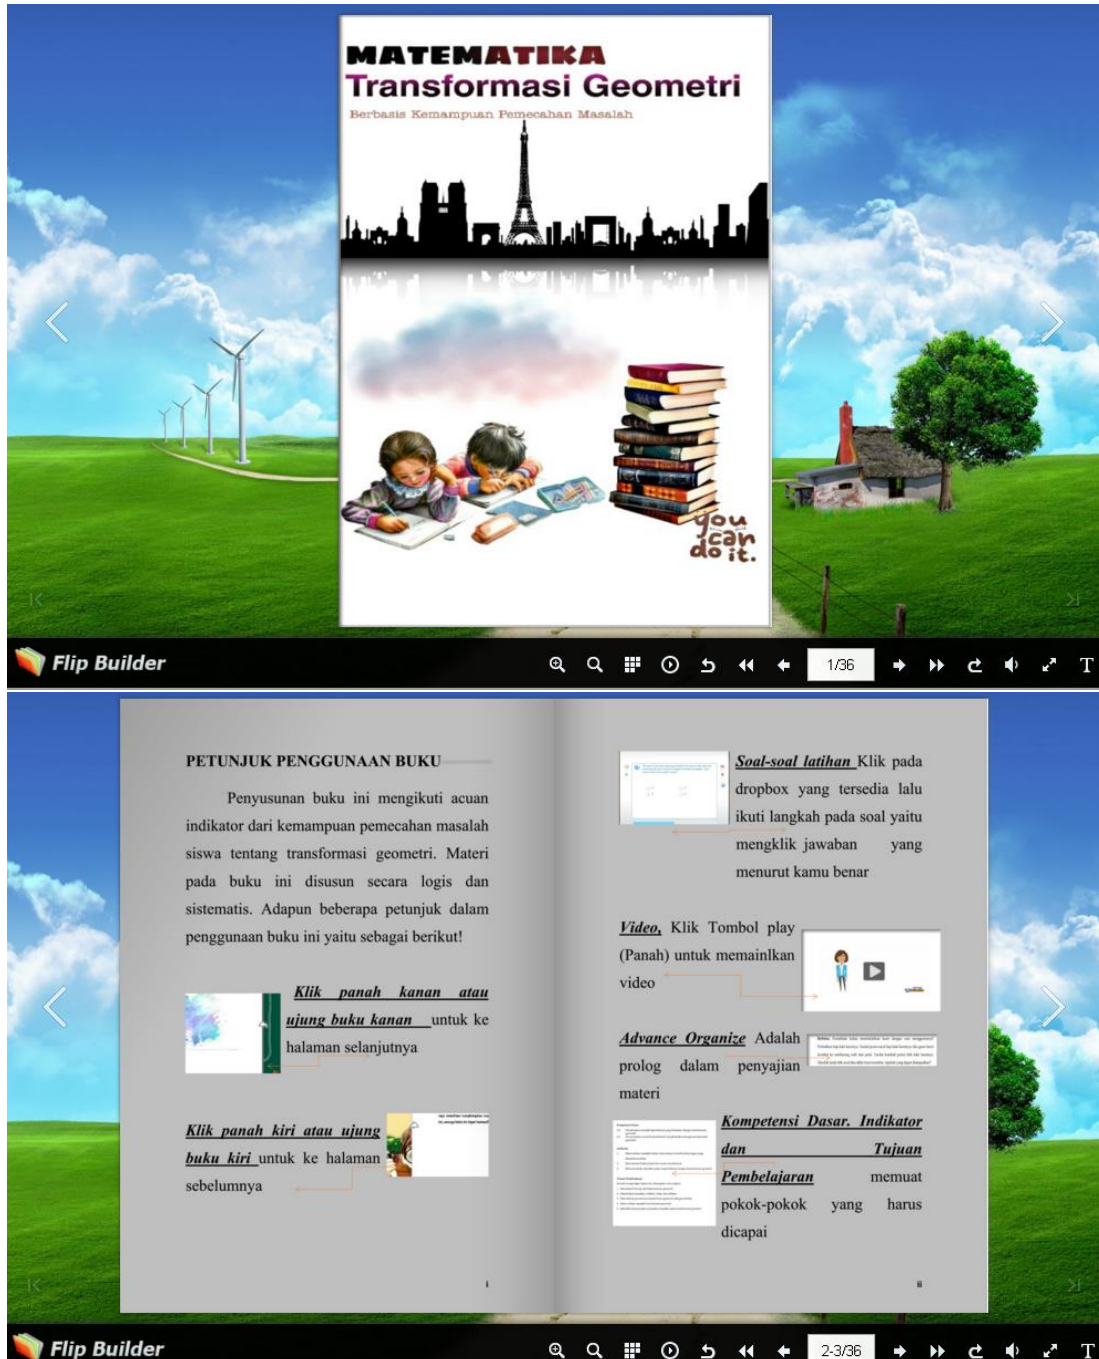 MATEMATIKA
Transformasi Geometri
Berbasis Kemampuan Pemecahan Masalah
you
can
do it.
Flip Builder
1/36
T
PETUNJUK PENGGUNAAN BUKU
Penyusunan buku ini mengikuti acuan
indikator dari kemampuan pemecahan masalah
siswa tentang transformasi geometri. Materi
pada buku ini disusun secara logis dan
sistematis. Adapun beberapa petunjuk dalam
penggunaan buku ini yaitu sebagai berikut!
Klik panah kanan atau
ujung buku kanan untuk ke
halaman selanjutnya
Klik panah kiri atau ujung
buku kiri untuk ke halaman
sebelumnya
i
Soal-soal latihan Klik pada
dropbox yang tersedia lalu
ikuti langkah pada soal yaitu
mengklik jawaban yang
menurut kamu benar
Video, Klik Tombol play
(Panah) untuk memainlkan
video
Advance Organize Adalah
prolog dalam penyajian
materi
Kompetensi Dasar. Indikator
dan Tujuan
Pembelajaran memuat
pokok-pokok yang harus
dicapai
ii
Flip Builder
2-3/36
T